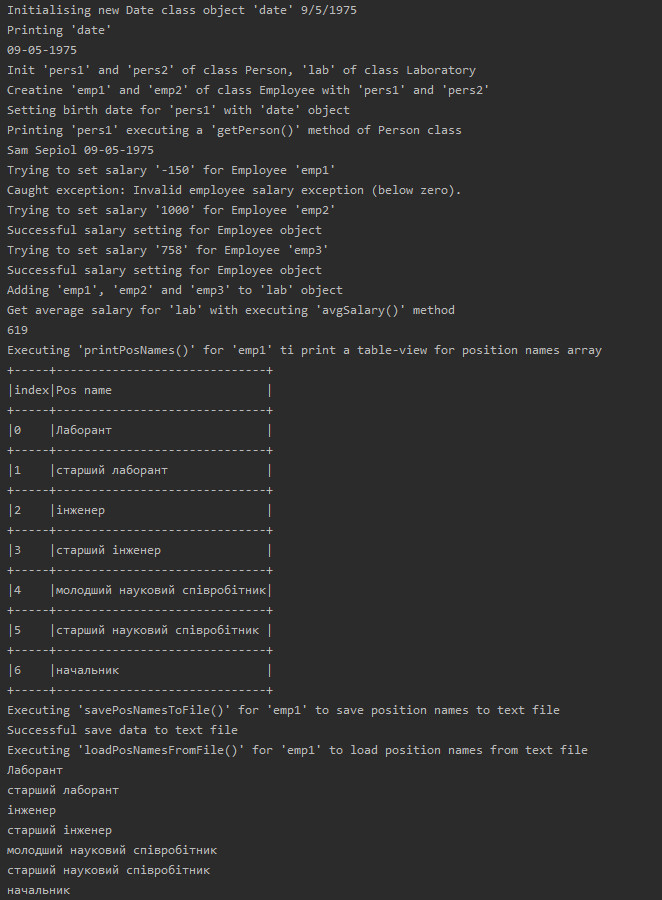 Initialising new Date class object 'date' 9/5/1975
Printing 'date'
09-05-1975
Init 'pers1' and 'pers2' of class Person, 'lab' of class Laboratory
Creatine 'emp1' and 'emp2' of class Employee with 'pers1' and 'pers2'
Setting birth date for 'pers1' with 'date' object
Printing 'pers1' executing a 'getPerson()' method of Person class
Sam Sepiol 09-05-1975
Trying to set salary '-150' for Employee 'emp1'
Caught exception: Invalid employee salary exception (below zero).
Trying to set salary '1000' for Employee 'emp2'
Successful salary setting for Employee object
Trying to set salary '758' for Employee 'emp3'
Successful salary setting for Employee object
Adding 'emp1', 'emp2' and 'emp3' to 'lab' object
Get average salary for 'lab' with executing 'avgSalary()' method
619
Executing 'printPosNames()' for 'emp1' ti print a table-view for position names array
+-----+------------------------------+
|index|Pos name                      |
+-----+------------------------------+
|0    |Лаборант                      |
+-----+------------------------------+
|1    |старший лаборант              |
+-----+------------------------------+
|2    |інженер                       |
+-----+------------------------------+
|3    |старший інженер               |
+-----+------------------------------+
|4    |молодший науковий співробітник|
+-----+------------------------------+
|5    |старший науковий співробітник |
+-----+------------------------------+
|6    |начальник                     |
+-----+------------------------------+
Executing 'savePosNamesToFile()' for 'emp1' to save position names to text file
Successful save data to text file
Executing 'loadPosNamesFromFile()' for 'emp1' to load position names from text file
Лаборант
старший лаборант
інженер
старший інженер
молодший науковий співробітник
старший науковий співробітник
начальник